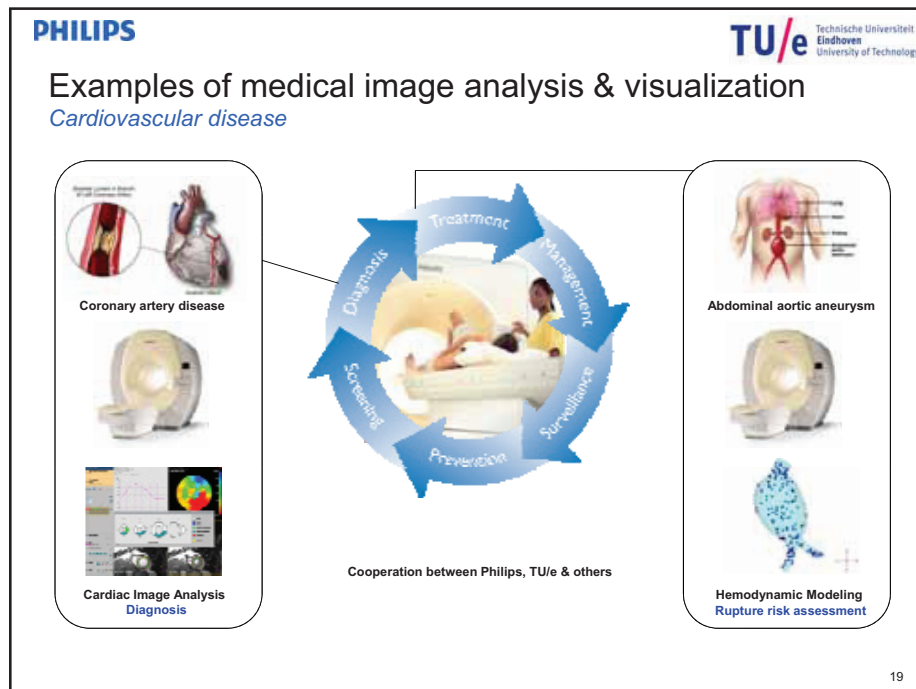 PHILIPS
TU/e Technische Universiteit
Eindhoven
University of Technology
Examples of medical image analysis & visualization
Cardiovascular disease
Coronary artery disease
Cardiac Image Analysis
Diagnosis
Treatment
Management
Surveillance
Prevention
Screening
Diagnosis
Cooperation between Philips, TU/e & others
Abdominal aortic aneurysm
Hemodynamic Modeling
Rupture risk assessment
19